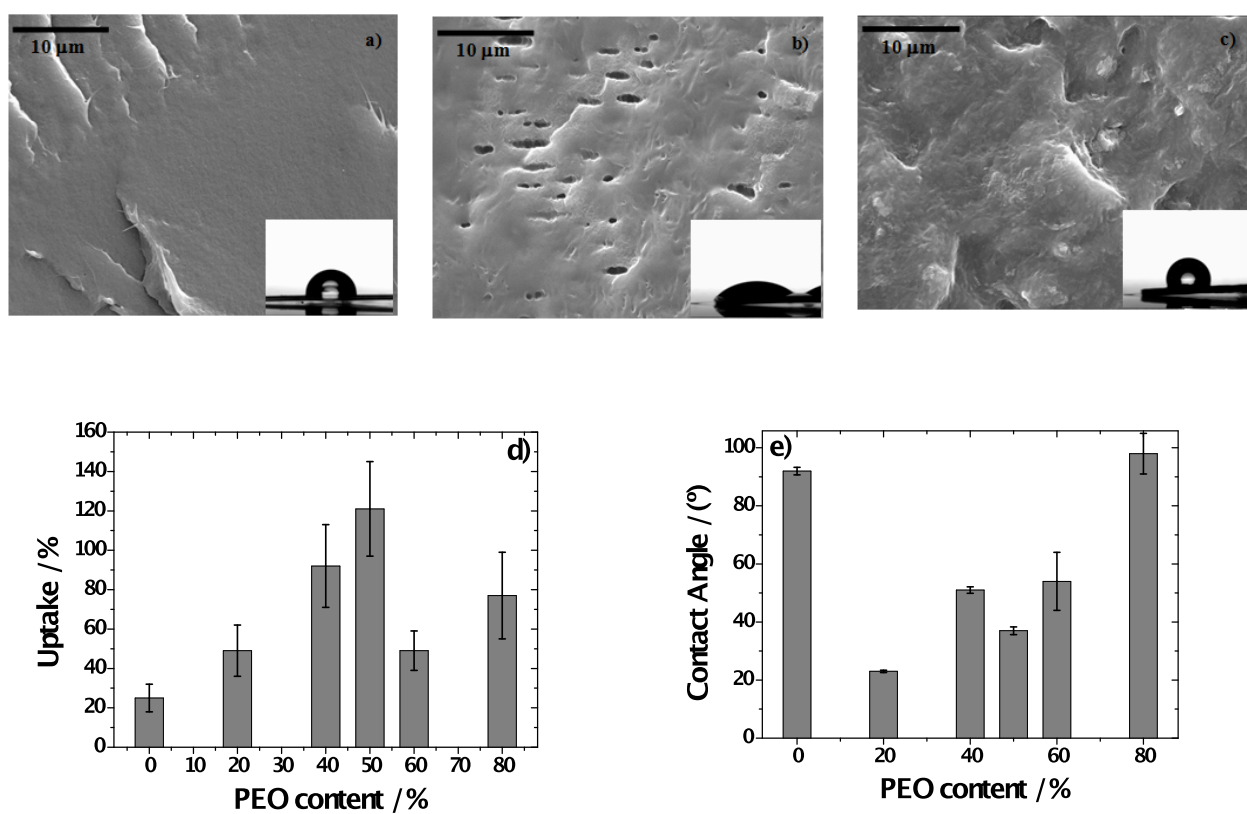 10 µm
a)
10 µm
b)
10 µm
c)
160
140
120
100
80
60
40
20
0
Uptake / %
d)
0 10 20 30 40 50 60 70 80
PEO content / %
100
80
60
40
20
0
Contact Angle / (º)
e)
0 20 40 60 80
PEO content / %